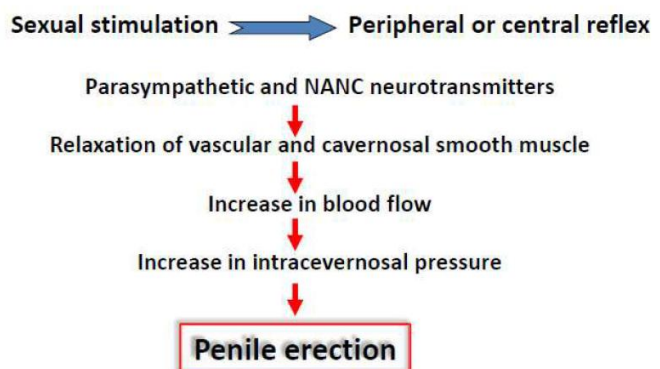 Sexual stimulation Peripheral or central reflex
Parasympathetic and NANC neurotransmitters
Relaxation of vascular and cavernosal smooth muscle
Increase in blood flow
Increase in intracevernosal pressure
Penile erection